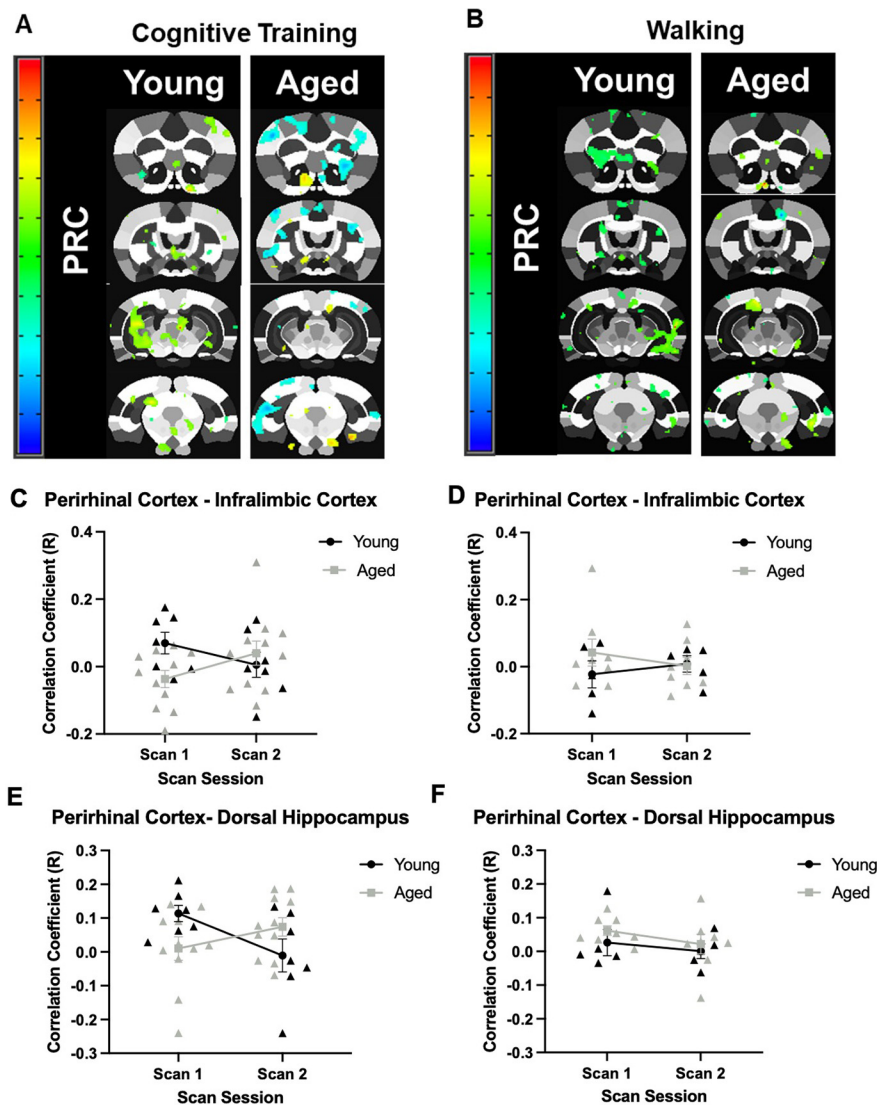 A
Cognitive Training
Young
Aged
PRC
B
Walking
Young
Aged
PRC
C
Perirhinal Cortex - Infralimbic Cortex
Correlation Coefficient (R)
0.4
0.2
0.0
-0.2
Young
Aged
Scan 1 Scan 2
Scan Session
D
Perirhinal Cortex - Infralimbic Cortex
Correlation Coefficient (R)
0.4
0.2
0.0
-0.2
Young
Aged
Scan 1 Scan 2
Scan Session
E
Perirhinal Cortex- Dorsal Hippocampus
Correlation Coefficient (R)
0.3
0.2
0.1
0.0
-0.1
-0.2
-0.3
Young
Aged
Scan 1 Scan 2
Scan Session
F
Perirhinal Cortex - Dorsal Hippocampus
Correlation Coefficient (R)
0.3
0.2
0.1
0.0
-0.1
-0.2
-0.3
Young
Aged
Scan 1 Scan 2
Scan Session